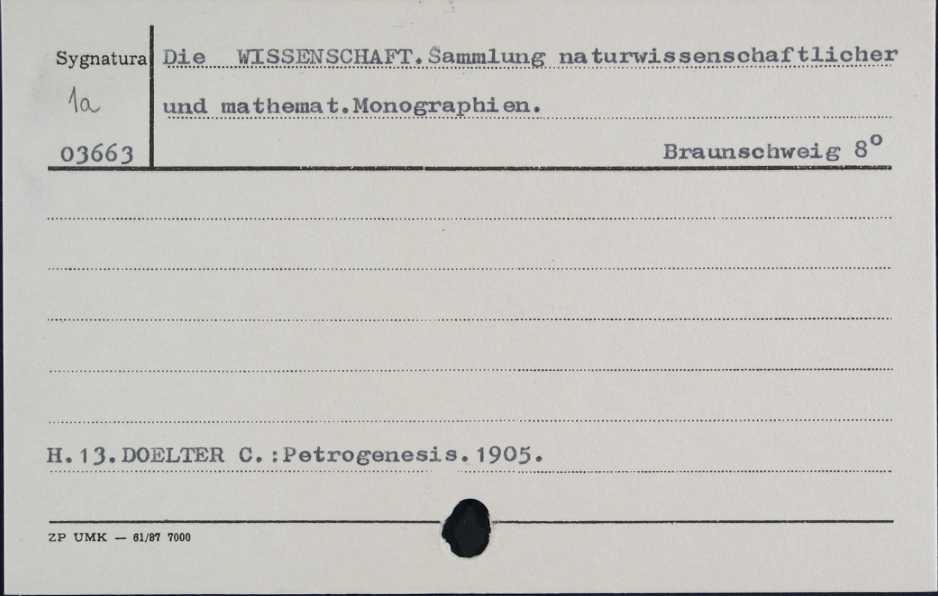 Sygnatura Die WISSENSCHAFT.Sammlung naturwissenschaftlicher
1a und mathemat.Monographien.
03663 Braunschweig 8º
H.13.DOELTER C.:Petrogenesis.1905.
ZP UMK — 61/87 7000